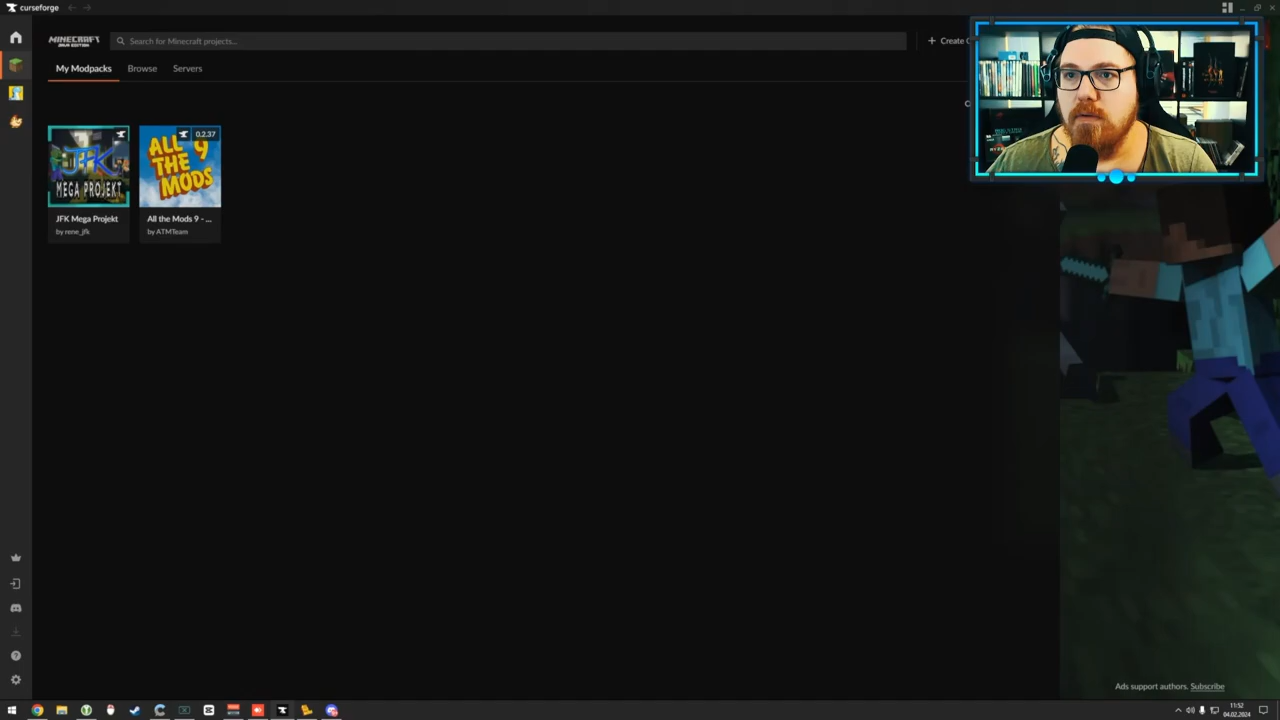 curseforge
MINECRAFT
JAVA EDITION
Search for Minecraft projects...
Create
My Modpacks
Browse
Servers
JFK
MEGA PROJEKT
0.2.37
ALL
THE 9
MODS
JFK Mega Projekt
by rene_jfk
All the Mods 9 - ...
by ATMTeam
Ads support authors. Subscribe
11:52
04.02.2024